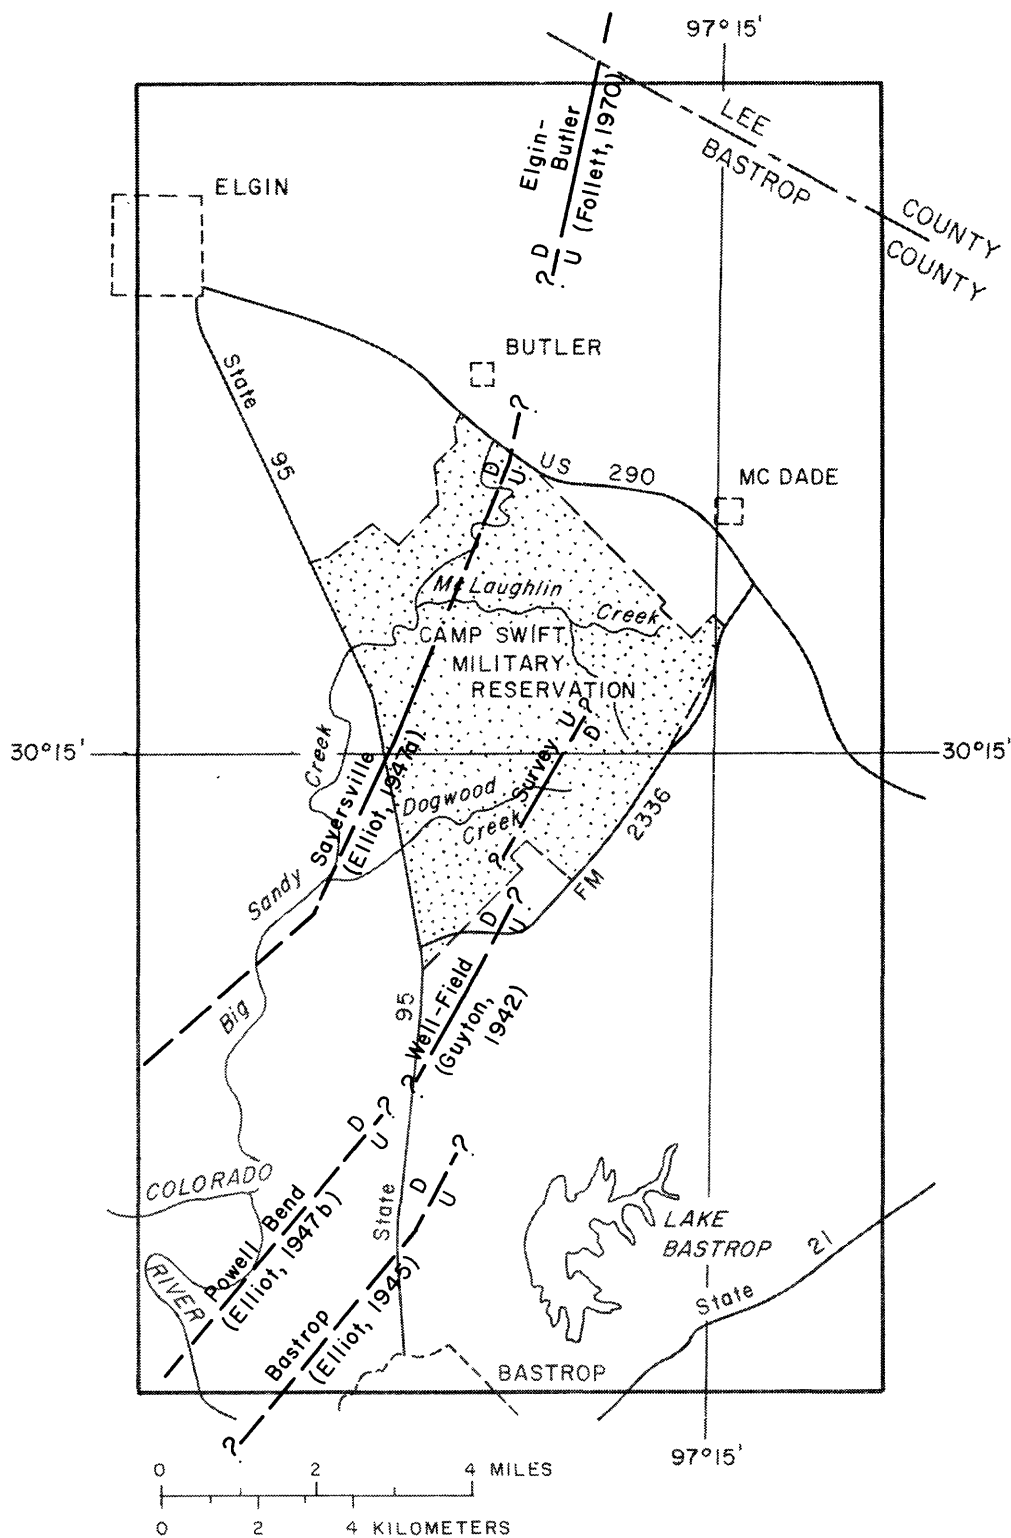 97°15'
LEE
BASTROP
COUNTY
COUNTY
Elgin-
Butler
(Follett, 1970)
D
U
?
ELGIN
BUTLER
?
State
95
US 290
MC DADE
D
U
Mc Laughlin
Creek
CAMP SWIFT
MILITARY
RESERVATION
30°15'
30°15'
U
?
D
Survey
?
Creek
Sayersville
(Elliot, 1947a)
Dogwood
Creek
2336
FM
Sandy
Big
?
D
U
95
Well-Field
(Guyton,
1942)
?
?
D
U
?
D
U
COLORADO
RIVER
Powell Bend
(Elliot, 1947b)
State
Bastrop
(Elliot, 1945)
?
LAKE
BASTROP
State 21
BASTROP
97°15'
0 2 4 MILES
0 2 4 KILOMETERS